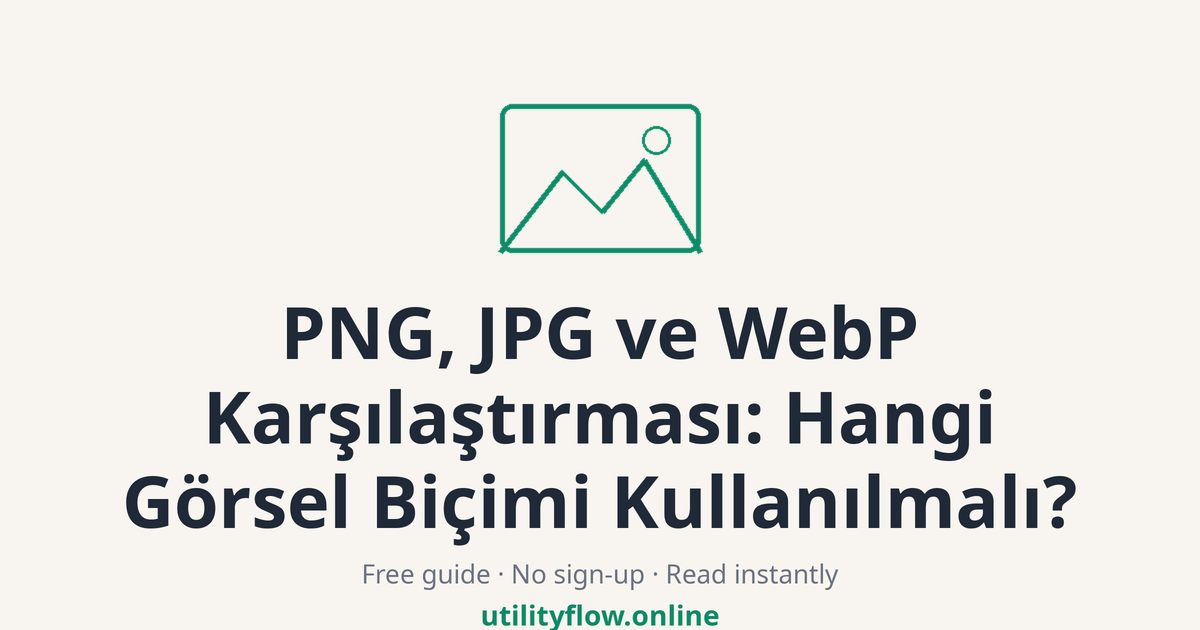 PNG, JPG ve WebP
Karşılaştırması: Hangi
Görsel Biçimi Kullanılmalı?
Free guide · No sign-up · Read instantly
utilityflow.online